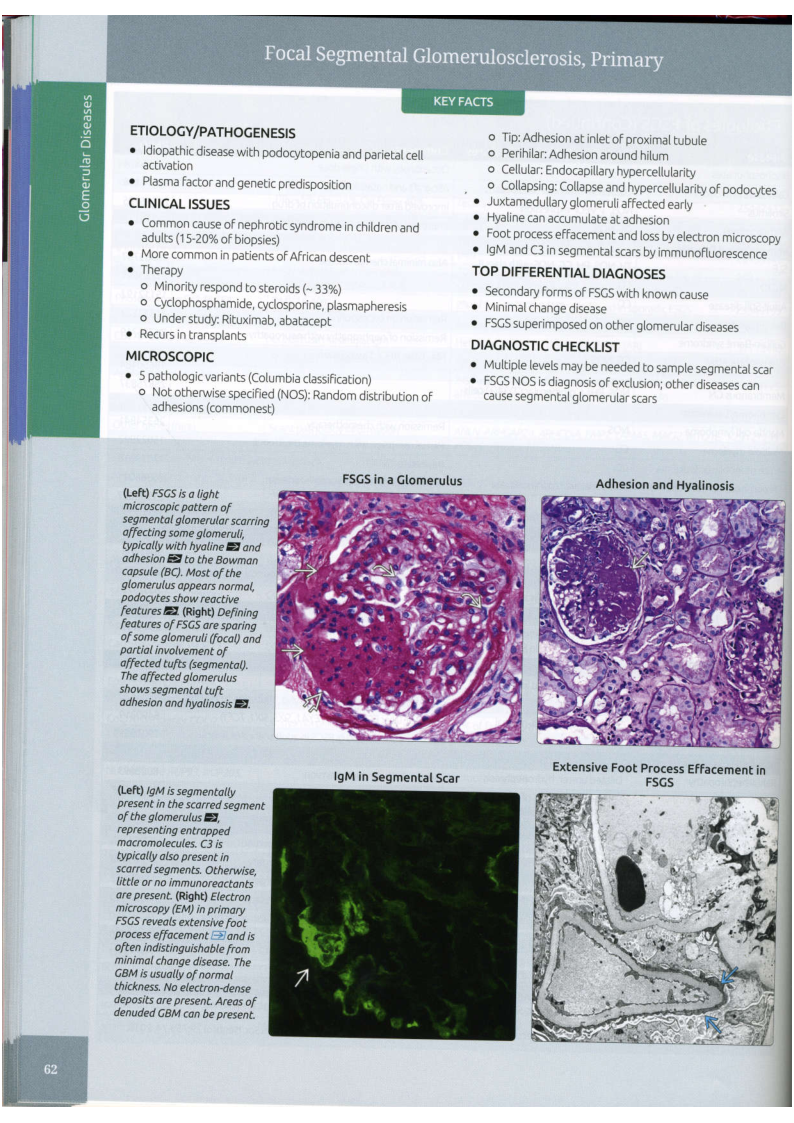 Focal Segmental Glomerulosclerosis, Primary
Glomerular Diseases
KEY FACTS
ETIOLOGY/PATHOGENESIS
• Idiopathic disease with podocytopenia and parietal cell
activation
• Plasma factor and genetic predisposition
CLINICAL ISSUES
• Common cause of nephrotic syndrome in children and
adults (15-20% of biopsies)
• More common in patients of African descent
• Therapy
o Minority respond to steroids (~ 33%)
o Cyclophosphamide, cyclosporine, plasmapheresis
o Under study: Rituximab, abatacept
• Recurs in transplants
MICROSCOPIC
• 5 pathologic variants (Columbia classification)
o Not otherwise specified (NOS): Random distribution of
adhesions (commonest)
o Tip: Adhesion at inlet of proximal tubule
o Perihilar: Adhesion around hilum
o Cellular: Endocapillary hypercellularity
o Collapsing: Collapse and hypercellularity of podocytes
• Juxtamedullary glomeruli affected early
• Hyaline can accumulate at adhesion
• Foot process effacement and loss by electron microscopy
• IgM and C3 in segmental scars by immunofluorescence
TOP DIFFERENTIAL DIAGNOSES
• Secondary forms of FSGS with known cause
• Minimal change disease
• FSGS superimposed on other glomerular diseases
DIAGNOSTIC CHECKLIST
• Multiple levels may be needed to sample segmental scar
• FSGS NOS is diagnosis of exclusion; other diseases can
cause segmental glomerular scars
FSGS in a Glomerulus
Adhesion and Hyalinosis
(Left) FSGS is a light
microscopic pattern of
segmental glomerular scarring
affecting some glomeruli,
typically with hyaline and
adhesion to the Bowman
capsule (BC). Most of the
glomerulus appears normal,
podocytes show reactive
features. (Right) Defining
features of FSGS are sparing
of some glomeruli (focal) and
partial involvement of
affected tufts (segmental).
The affected glomerulus
shows segmental tuft
adhesion and hyalinosis.
IgM in Segmental Scar
Extensive Foot Process Effacement in
FSGS
(Left) IgM is segmentally
present in the scarred segment
of the glomerulus,
representing entrapped
macromolecules. C3 is
typically also present in
scarred segments. Otherwise,
little or no immunoreactants
are present. (Right) Electron
microscopy (EM) in primary
FSGS reveals extensive foot
process effacement and is
often indistinguishable from
minimal change disease. The
GBM is usually of normal
thickness. No electron-dense
deposits are present. Areas of
denuded GBM can be present.
62